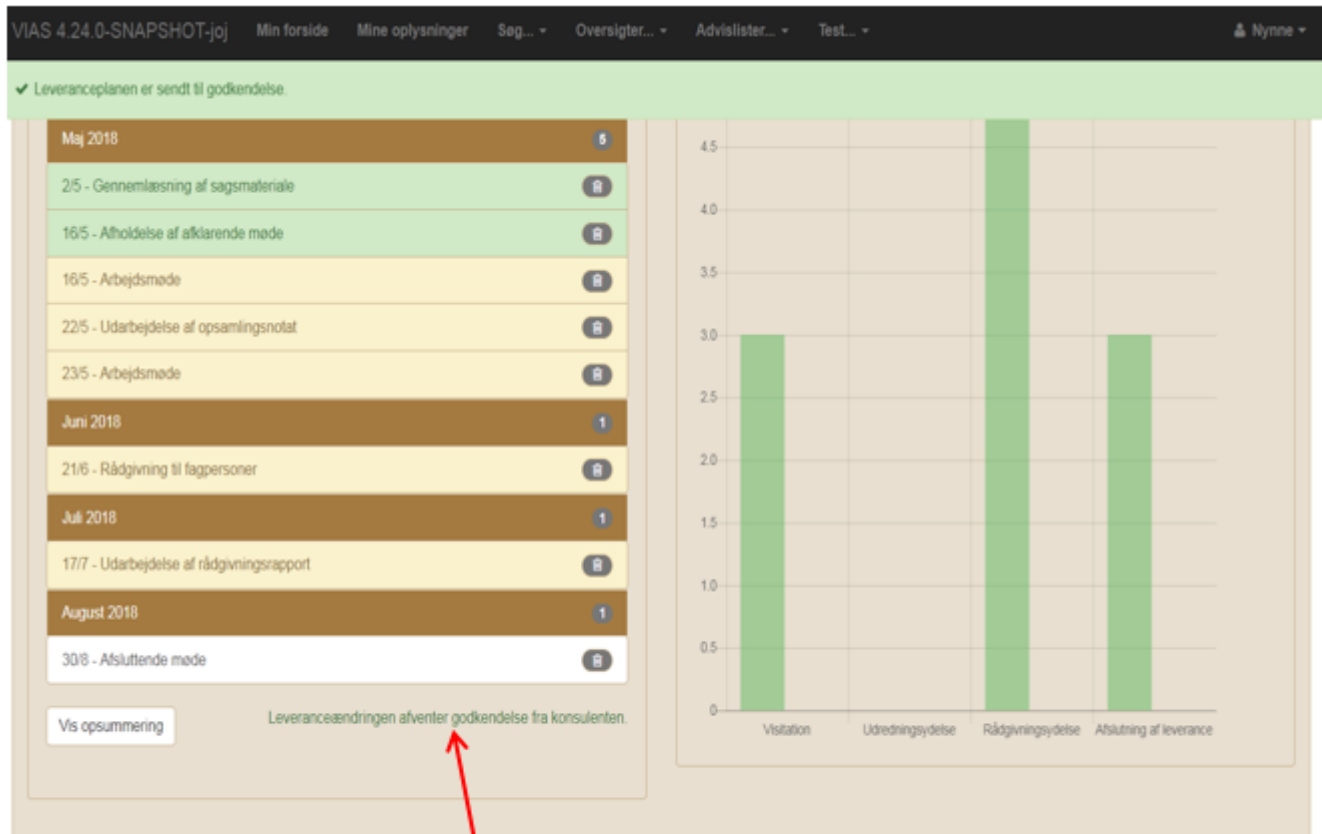 VIAS 4.24.0-SNAPSHOT-joj Min forside Mine oplysninger Søg... Oversigter... Advislister... Test... Nynne
Leveranceplanen er sendt til godkendelse.
Maj 2018 5
2/5 - Gennemlæsning af sagsmateriale
16/5 - Afholdelse af afklarende møde
16/5 - Arbejdsmøde
22/5 - Udarbejdelse af opsamlingsnotat
23/5 - Arbejdsmøde
Juni 2018 1
21/6 - Rådgivning til fagpersoner
Juli 2018 1
17/7 - Udarbejdelse af rådgivningsrapport
August 2018 1
30/8 - Afsluttende møde
Vis opsummering Leveranceændringen afventer godkendelse fra konsulenten.
4.5
4.0
3.5
3.0
2.5
2.0
1.5
1.0
0.5
0
Visitation Udredningsydelse Rådgivningsydelse Afslutning af leverance